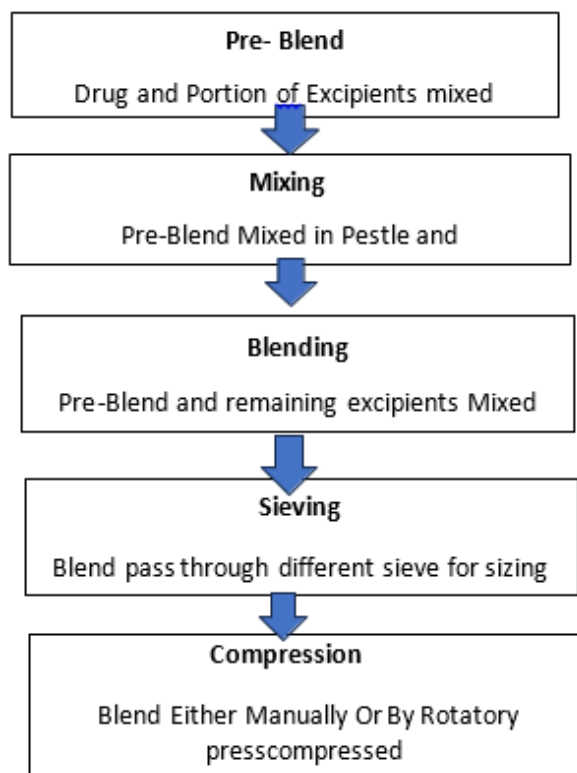 Pre- Blend
Drug and Portion of Excipients mixed
Mixing
Pre-Blend Mixed in Pestle and
Blending
Pre-Blend and remaining excipients Mixed
Sieving
Blend pass through different sieve for sizing
Compression
Blend Either Manually Or By Rotatory
presscompressed